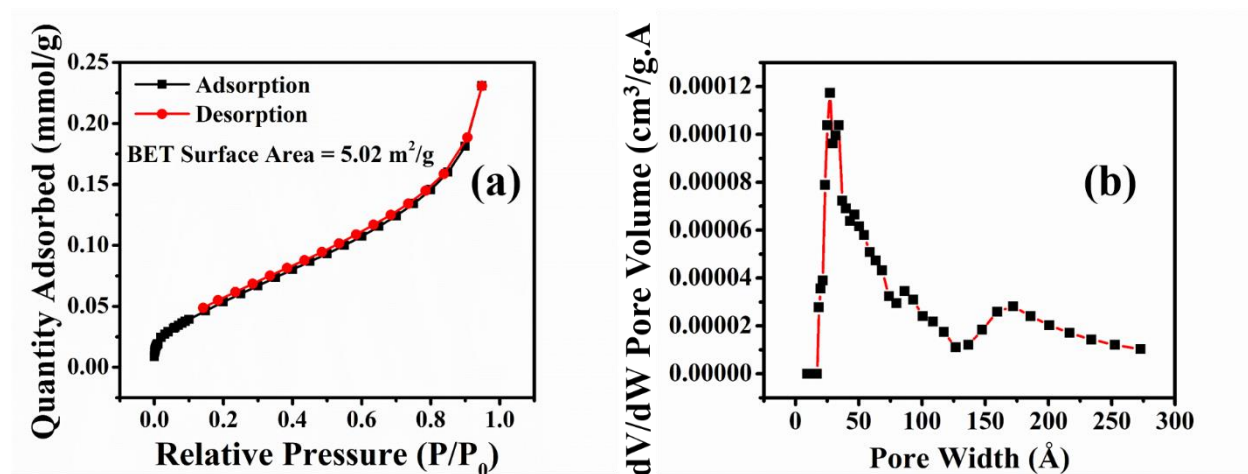 Quantity Adsorbed (mmol/g)
0.25
0.20
0.15
0.10
0.05
0.00
Adsorption
Desorption
BET Surface Area = 5.02 m²/g
(a)
0.0 0.2 0.4 0.6 0.8 1.0
Relative Pressure (P/P₀)
dV/dW Pore Volume (cm³/g.A
0.00012
0.00010
0.00008
0.00006
0.00004
0.00002
0.00000
(b)
0 50 100 150 200 250 300
Pore Width (Å)